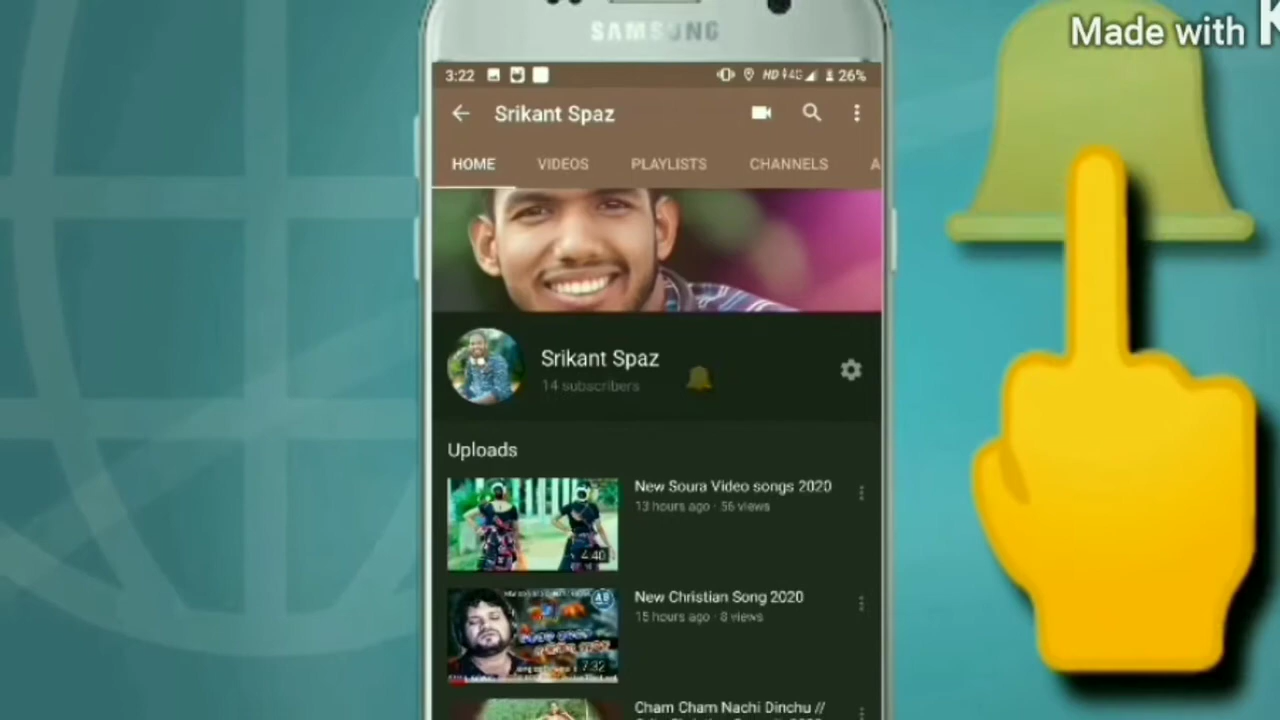 Made with K
SAMSUNG
3:22
HD 4G 26%
Srikant Spaz
HOME VIDEOS PLAYLISTS CHANNELS A
Srikant Spaz
14 subscribers
Uploads
New Soura Video songs 2020
13 hours ago · 56 views
4:40
New Christian Song 2020
15 hours ago · 8 views
7:32
Cham Cham Nachi Dinchu //